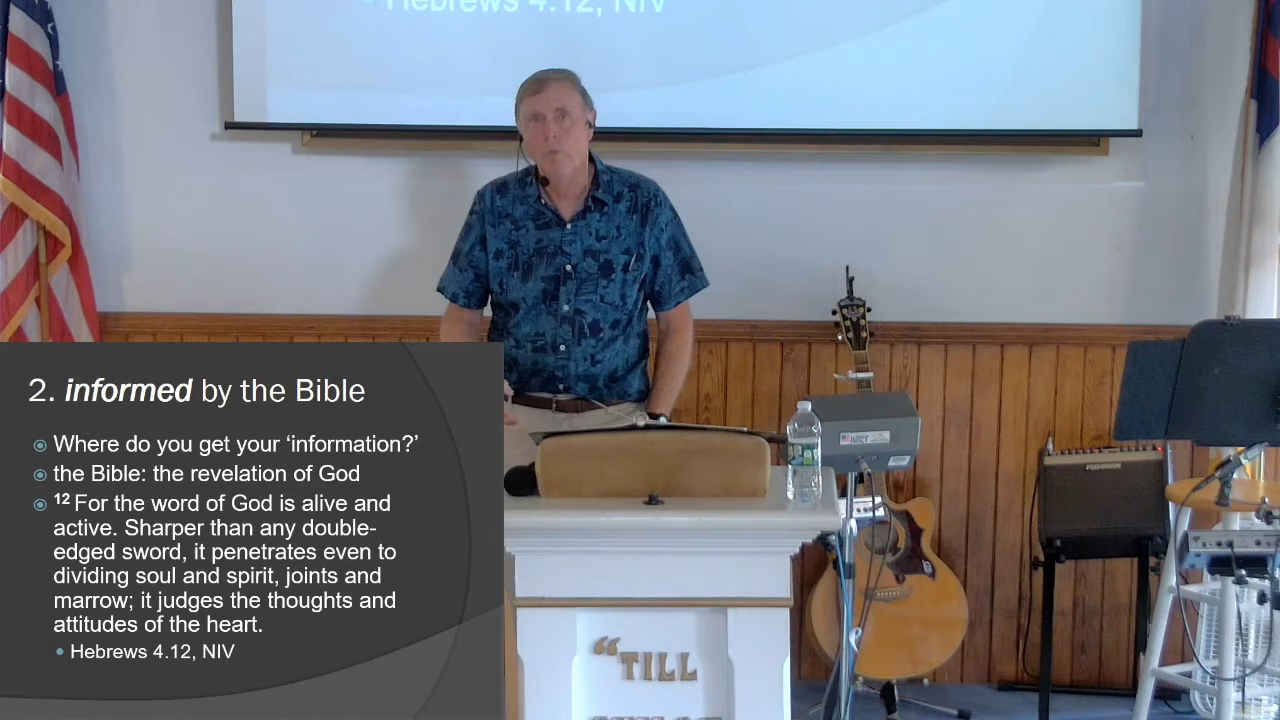 Hebrews 4.12, NIV
2. informed by the Bible
Where do you get your ‘information?’
the Bible: the revelation of God
12 For the word of God is alive and
active. Sharper than any double-
edged sword, it penetrates even to
dividing soul and spirit, joints and
marrow; it judges the thoughts and
attitudes of the heart.
Hebrews 4.12, NIV
“TILL
FISHMAN